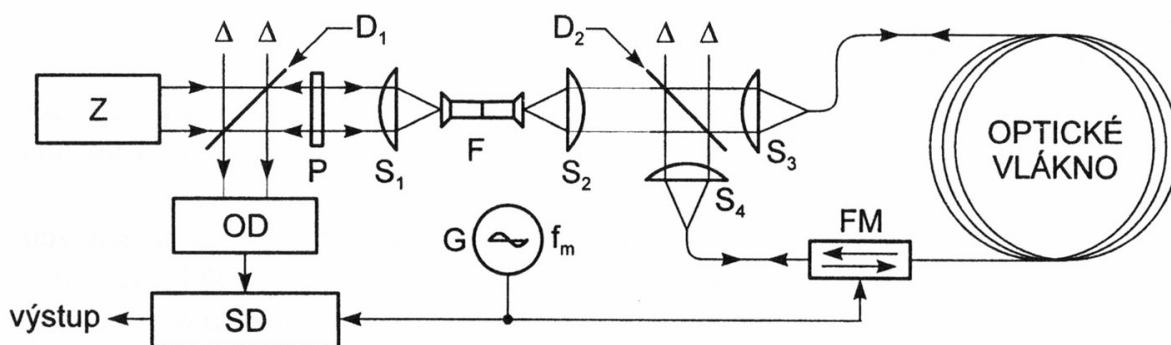 Δ Δ D₁
D₂ Δ Δ
Z
P
S₁
F
S₂
S₃
S₄
OPTICKÉ
VLÁKNO
OD
G
fₘ
FM
výstup
SD